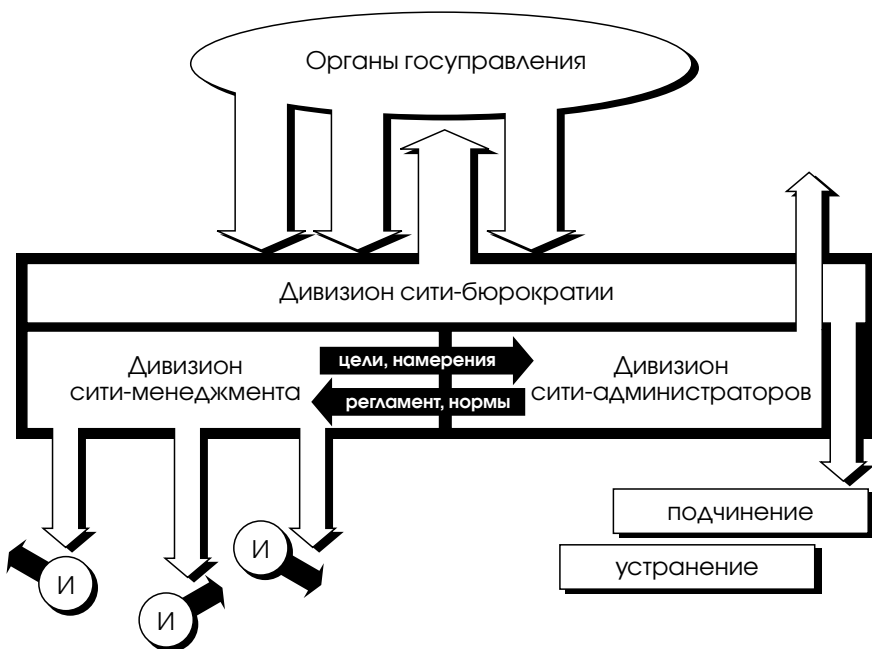 Органы госуправления
Дивизион сити-бюрократии
Дивизион
сити-менеджмента
цели, намерения
регламент, нормы
Дивизион
сити-администраторов
подчинение
устранение
И
И
И